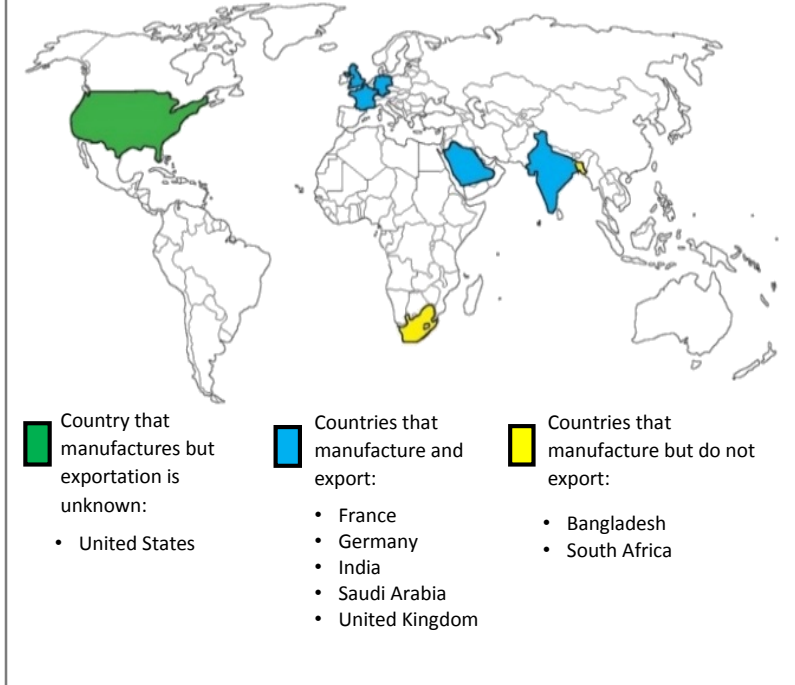 Country that
manufactures but
exportation is
unknown:
• United States
Countries that
manufacture and
export:
• France
• Germany
• India
• Saudi Arabia
• United Kingdom
Countries that
manufacture but do not
export:
• Bangladesh
• South Africa